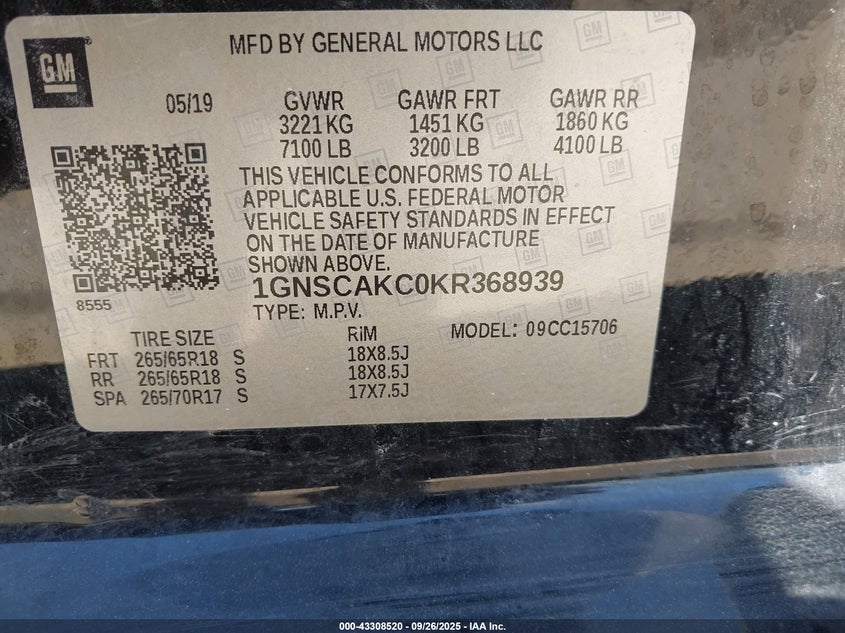 GM
MFD BY GENERAL MOTORS LLC
05/19 GVWR GAWR FRT GAWR RR
3221 KG 1451 KG 1860 KG
7100 LB 3200 LB 4100 LB
THIS VEHICLE CONFORMS TO ALL
APPLICABLE U.S. FEDERAL MOTOR
VEHICLE SAFETY STANDARDS IN EFFECT
ON THE DATE OF MANUFACTURE
SHOWN ABOVE.
8555
1GNSCAKC0KR368939
TYPE: M.P.V.
TIRE SIZE RiM MODEL: 09CC15706
FRT 265/65R18 S 18X8.5J
RR 265/65R18 S 18X8.5J
SPA 265/70R17 S 17X7.5J
000-43308520 | 09/26/2025 - IAA Inc.